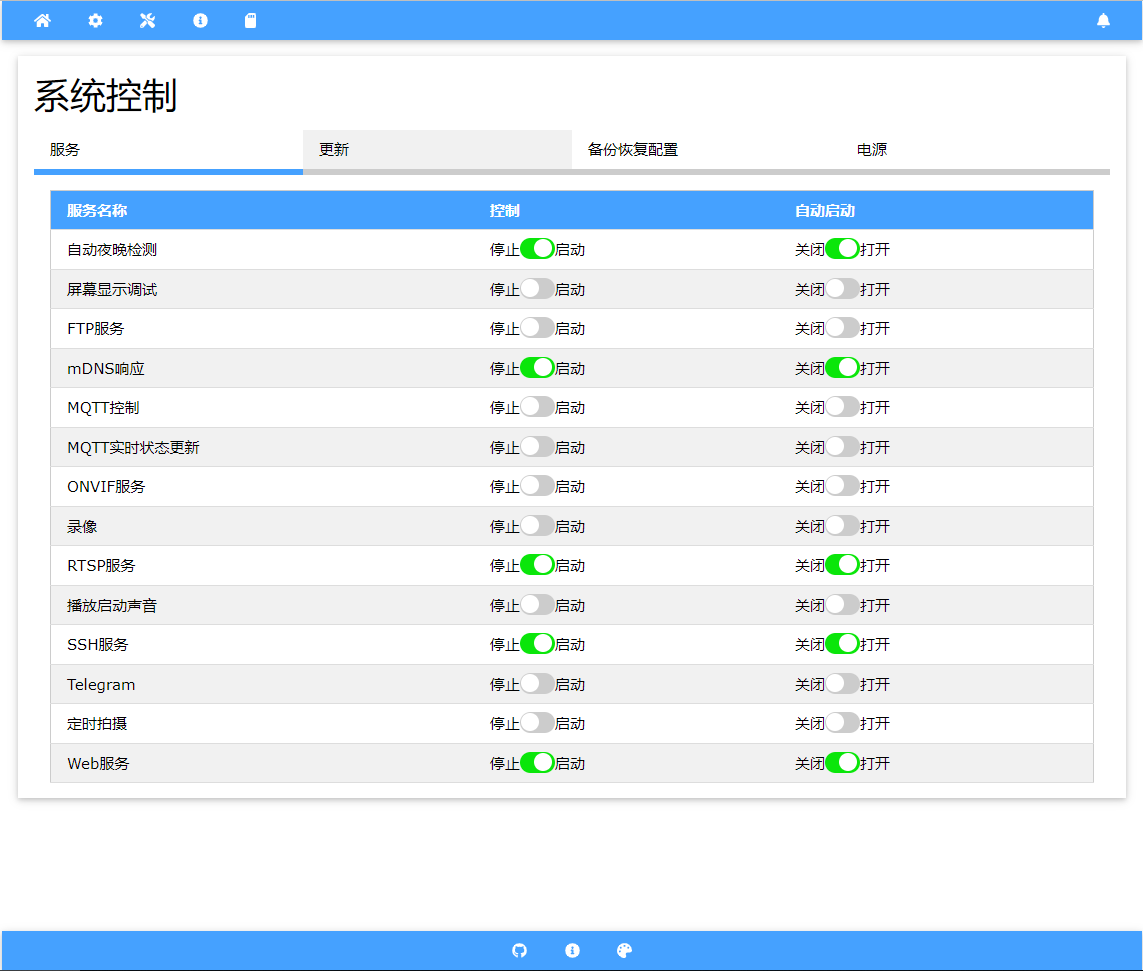 系统控制
服务 更新 备份恢复配置 电源
服务名称 控制 自动启动
自动夜晚检测 停止 启动 关闭 打开
屏幕显示调试 停止 启动 关闭 打开
FTP服务 停止 启动 关闭 打开
mDNS响应 停止 启动 关闭 打开
MQTT控制 停止 启动 关闭 打开
MQTT实时状态更新 停止 启动 关闭 打开
ONVIF服务 停止 启动 关闭 打开
录像 停止 启动 关闭 打开
RTSP服务 停止 启动 关闭 打开
播放启动声音 停止 启动 关闭 打开
SSH服务 停止 启动 关闭 打开
Telegram 停止 启动 关闭 打开
定时拍摄 停止 启动 关闭 打开
Web服务 停止 启动 关闭 打开